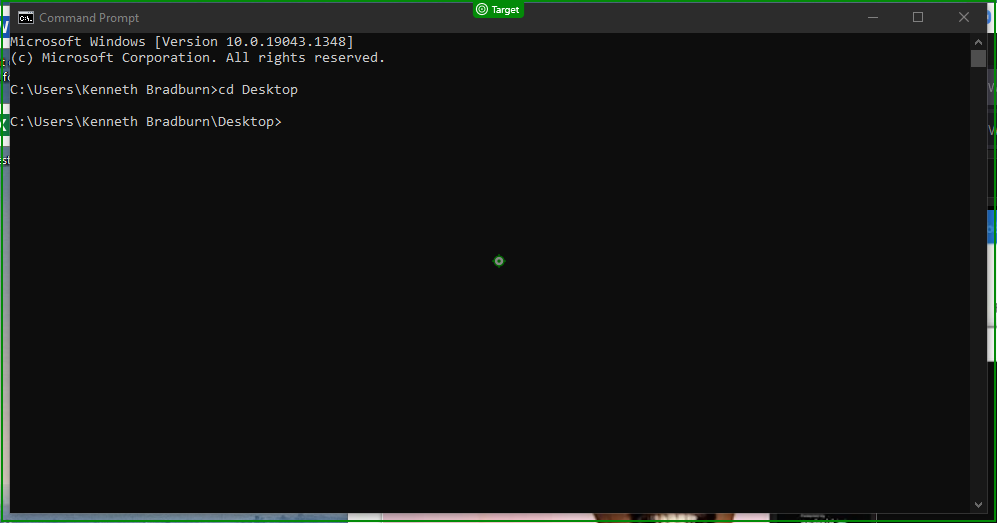 Target
Command Prompt
Microsoft Windows [Version 10.0.19043.1348]
(c) Microsoft Corporation. All rights reserved.
C:\Users\Kenneth Bradburn>cd Desktop
C:\Users\Kenneth Bradburn\Desktop>